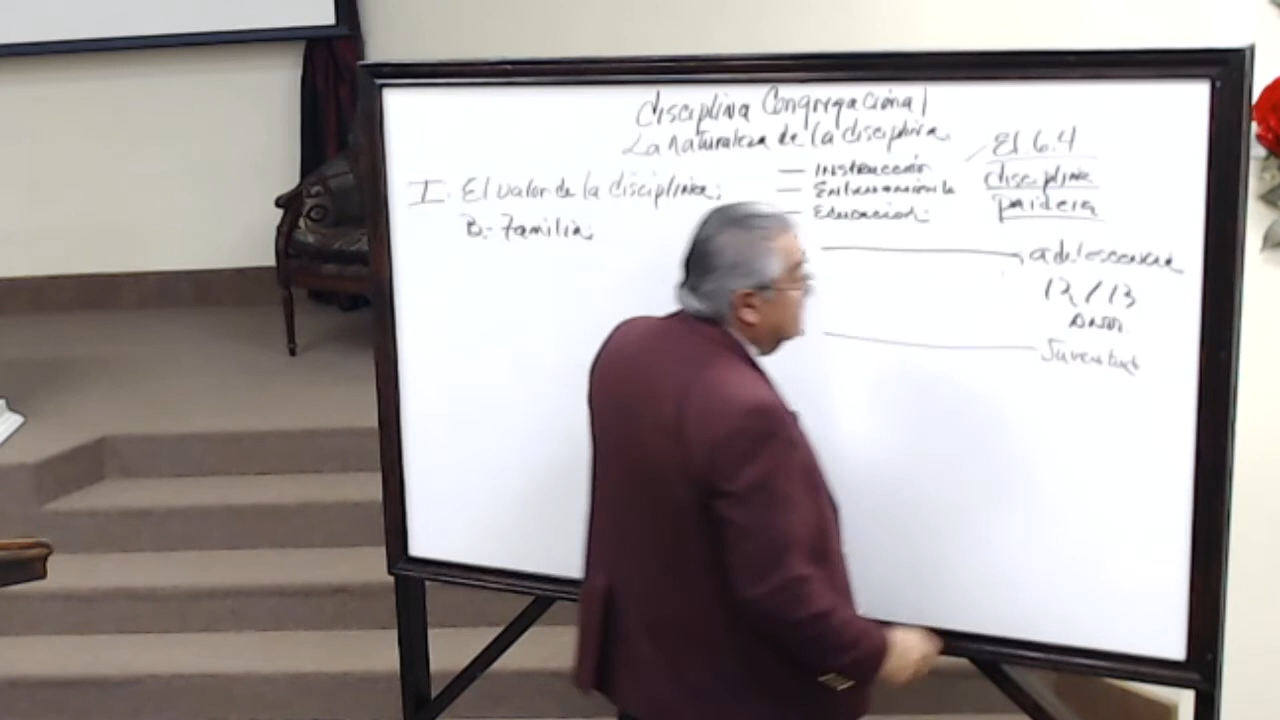 disciplina Congregacional
La naturaleza de la disciplina.
I. El valor de la disciplina:
B.- Familia:
— Instrucción
—
— Educación.
Ef 6.4
disciplina
paideia
adolescencia
12/13
Juventud